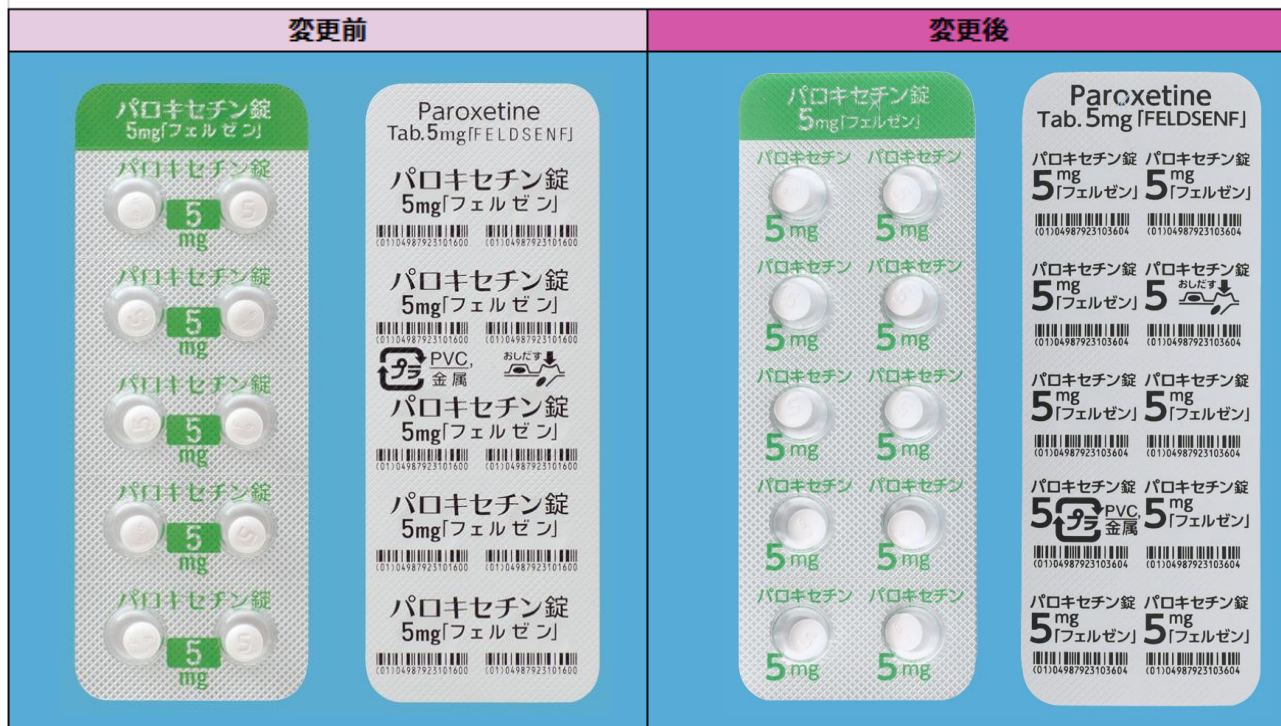 変更前
変更後
パロキセチン錠
5mg「フェルゼン」
パロキセチン錠
5
mg
パロキセチン錠
5
mg
パロキセチン錠
5
mg
パロキセチン錠
5
mg
パロキセチン錠
5
mg
Paroxetine
Tab.5mg「FELDSENF」
パロキセチン錠
5mg「フェルゼン」
(01)04987923101600 (01)04987923101600
パロキセチン錠
5mg「フェルゼン」
(01)04987923101600 (01)04987923101600
プラ PVC, 金属 おしだす
パロキセチン錠
5mg「フェルゼン」
(01)04987923101600 (01)04987923101600
パロキセチン錠
5mg「フェルゼン」
(01)04987923101600 (01)04987923101600
パロキセチン錠
5mg「フェルゼン」
(01)04987923101600 (01)04987923101600
パロキセチン錠
5mg「フェルゼン」
パロキセチン パロキセチン
5mg 5mg
パロキセチン パロキセチン
5mg 5mg
パロキセチン パロキセチン
5mg 5mg
パロキセチン パロキセチン
5mg 5mg
パロキセチン パロキセチン
5mg 5mg
Paroxetine
Tab. 5mg「FELDSENF」
パロキセチン錠 パロキセチン錠
5mg「フェルゼン」 5mg「フェルゼン」
(01)04987923103604 (01)04987923103604
パロキセチン錠 パロキセチン錠
5mg「フェルゼン」 5 おしだす
(01)04987923103604 (01)04987923103604
パロキセチン錠 パロキセチン錠
5mg「フェルゼン」 5mg「フェルゼン」
(01)04987923103604 (01)04987923103604
パロキセチン錠 パロキセチン錠
5 プラ PVC, 金属 5mg「フェルゼン」
(01)04987923103604 (01)04987923103604
パロキセチン錠 パロキセチン錠
5mg「フェルゼン」 5mg「フェルゼン」
(01)04987923103604 (01)04987923103604